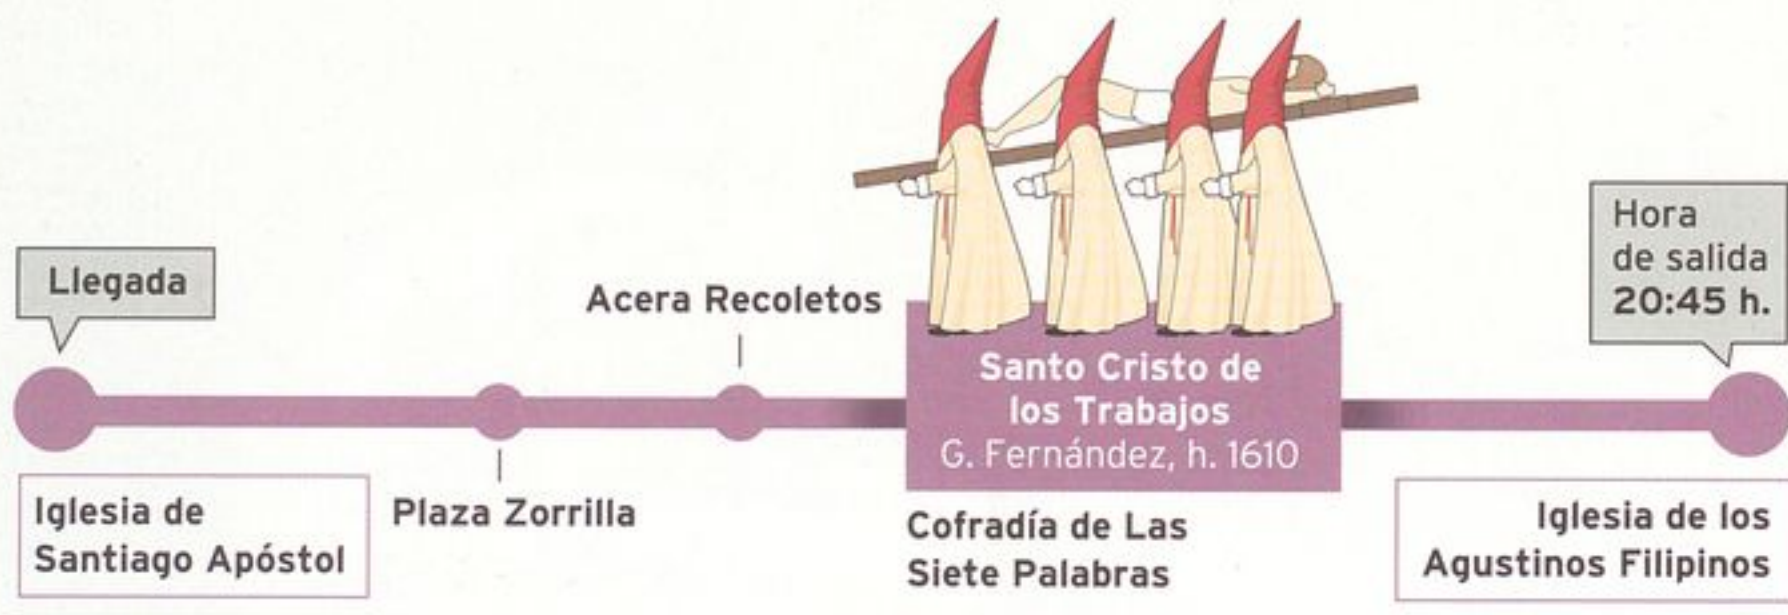 Llegada
Acera Recoletos
Hora
de salida
20:45 h.
Santo Cristo de
los Trabajos
G. Fernández, h. 1610
Iglesia de
Santiago Apóstol
Plaza Zorrilla
Cofradía de Las
Siete Palabras
Iglesia de los
Agustinos Filipinos